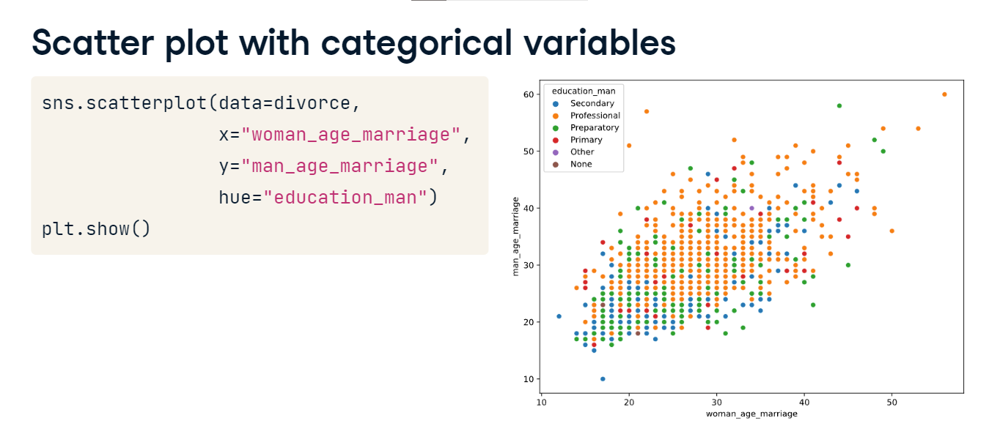 Scatter plot with categorical variables
sns.scatterplot(data=divorce,
x="woman_age_marriage",
y="man_age_marriage",
hue="education_man")
plt.show()
education_man
Secondary
Professional
Preparatory
Primary
Other
None
60
50
40
30
20
10
man_age_marriage
10 20 30 40 50
woman_age_marriage